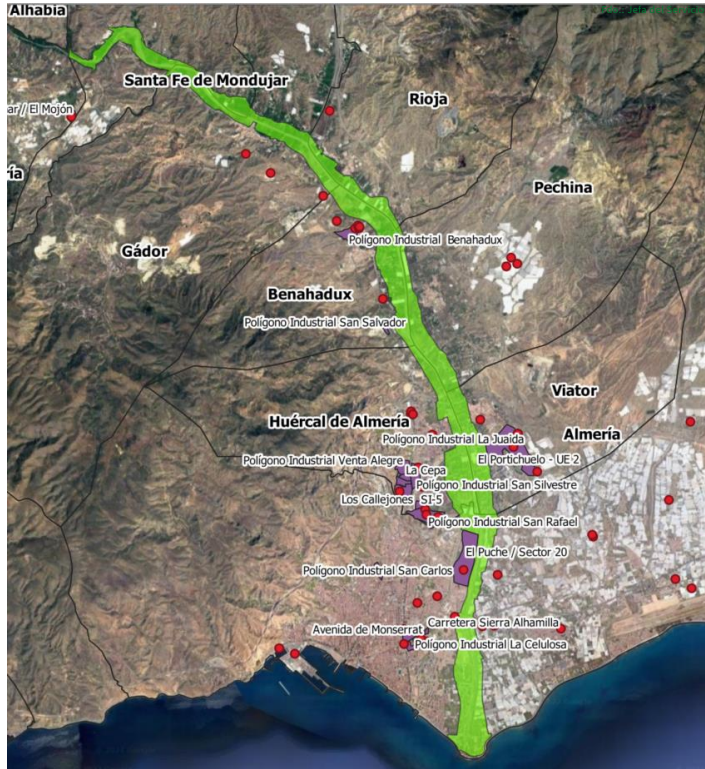 Alhabia
Santa Fe de Mondujar
Rioja
ar / El Mojón
ría
Pechina
Polígono Industrial Benahadux
Gádor
Benahadux
Polígono Industrial San Salvador
Viator
Huércal de Almería
Almería
Polígono Industrial La Juaida
Polígono Industrial Venta Alegre
El Portichuelo - UE 2
La Cepa
Polígono Industrial San Silvestre
Los Callejones SI-5
Polígono Industrial San Rafael
El Puche / Sector 20
Polígono Industrial San Carlos
Carretera Sierra Alhamilla
Avenida de Monserrat
Polígono Industrial La Celulosa